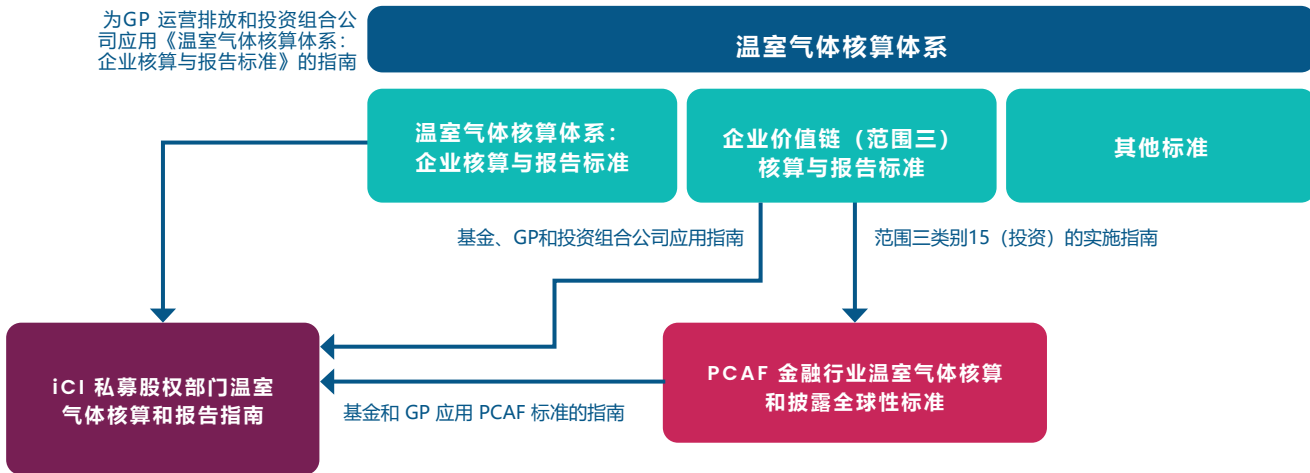 为GP 运营排放和投资组合公
司应用《温室气体核算体系：
企业核算与报告标准》的指南
温室气体核算体系
温室气体核算体系：
企业核算与报告标准
企业价值链（范围三）
核算与报告标准
其他标准
基金、GP和投资组合公司应用指南
范围三类别15（投资）的实施指南
iCI 私募股权部门温室
气体核算和报告指南
PCAF 金融行业温室气体核算
和披露全球性标准
基金和 GP 应用 PCAF 标准的指南